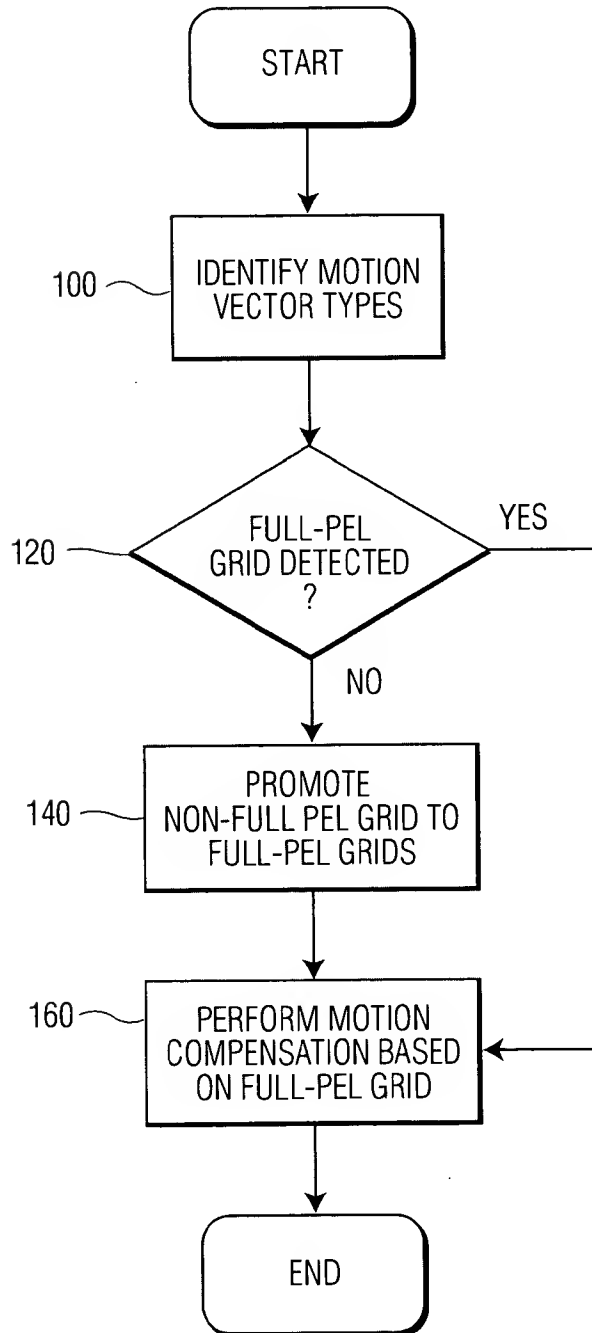 START
100
IDENTIFY MOTION
VECTOR TYPES
120
FULL-PEL
GRID DETECTED
?
YES
NO
140
PROMOTE
NON-FULL PEL GRID TO
FULL-PEL GRIDS
160
PERFORM MOTION
COMPENSATION BASED
ON FULL-PEL GRID
END